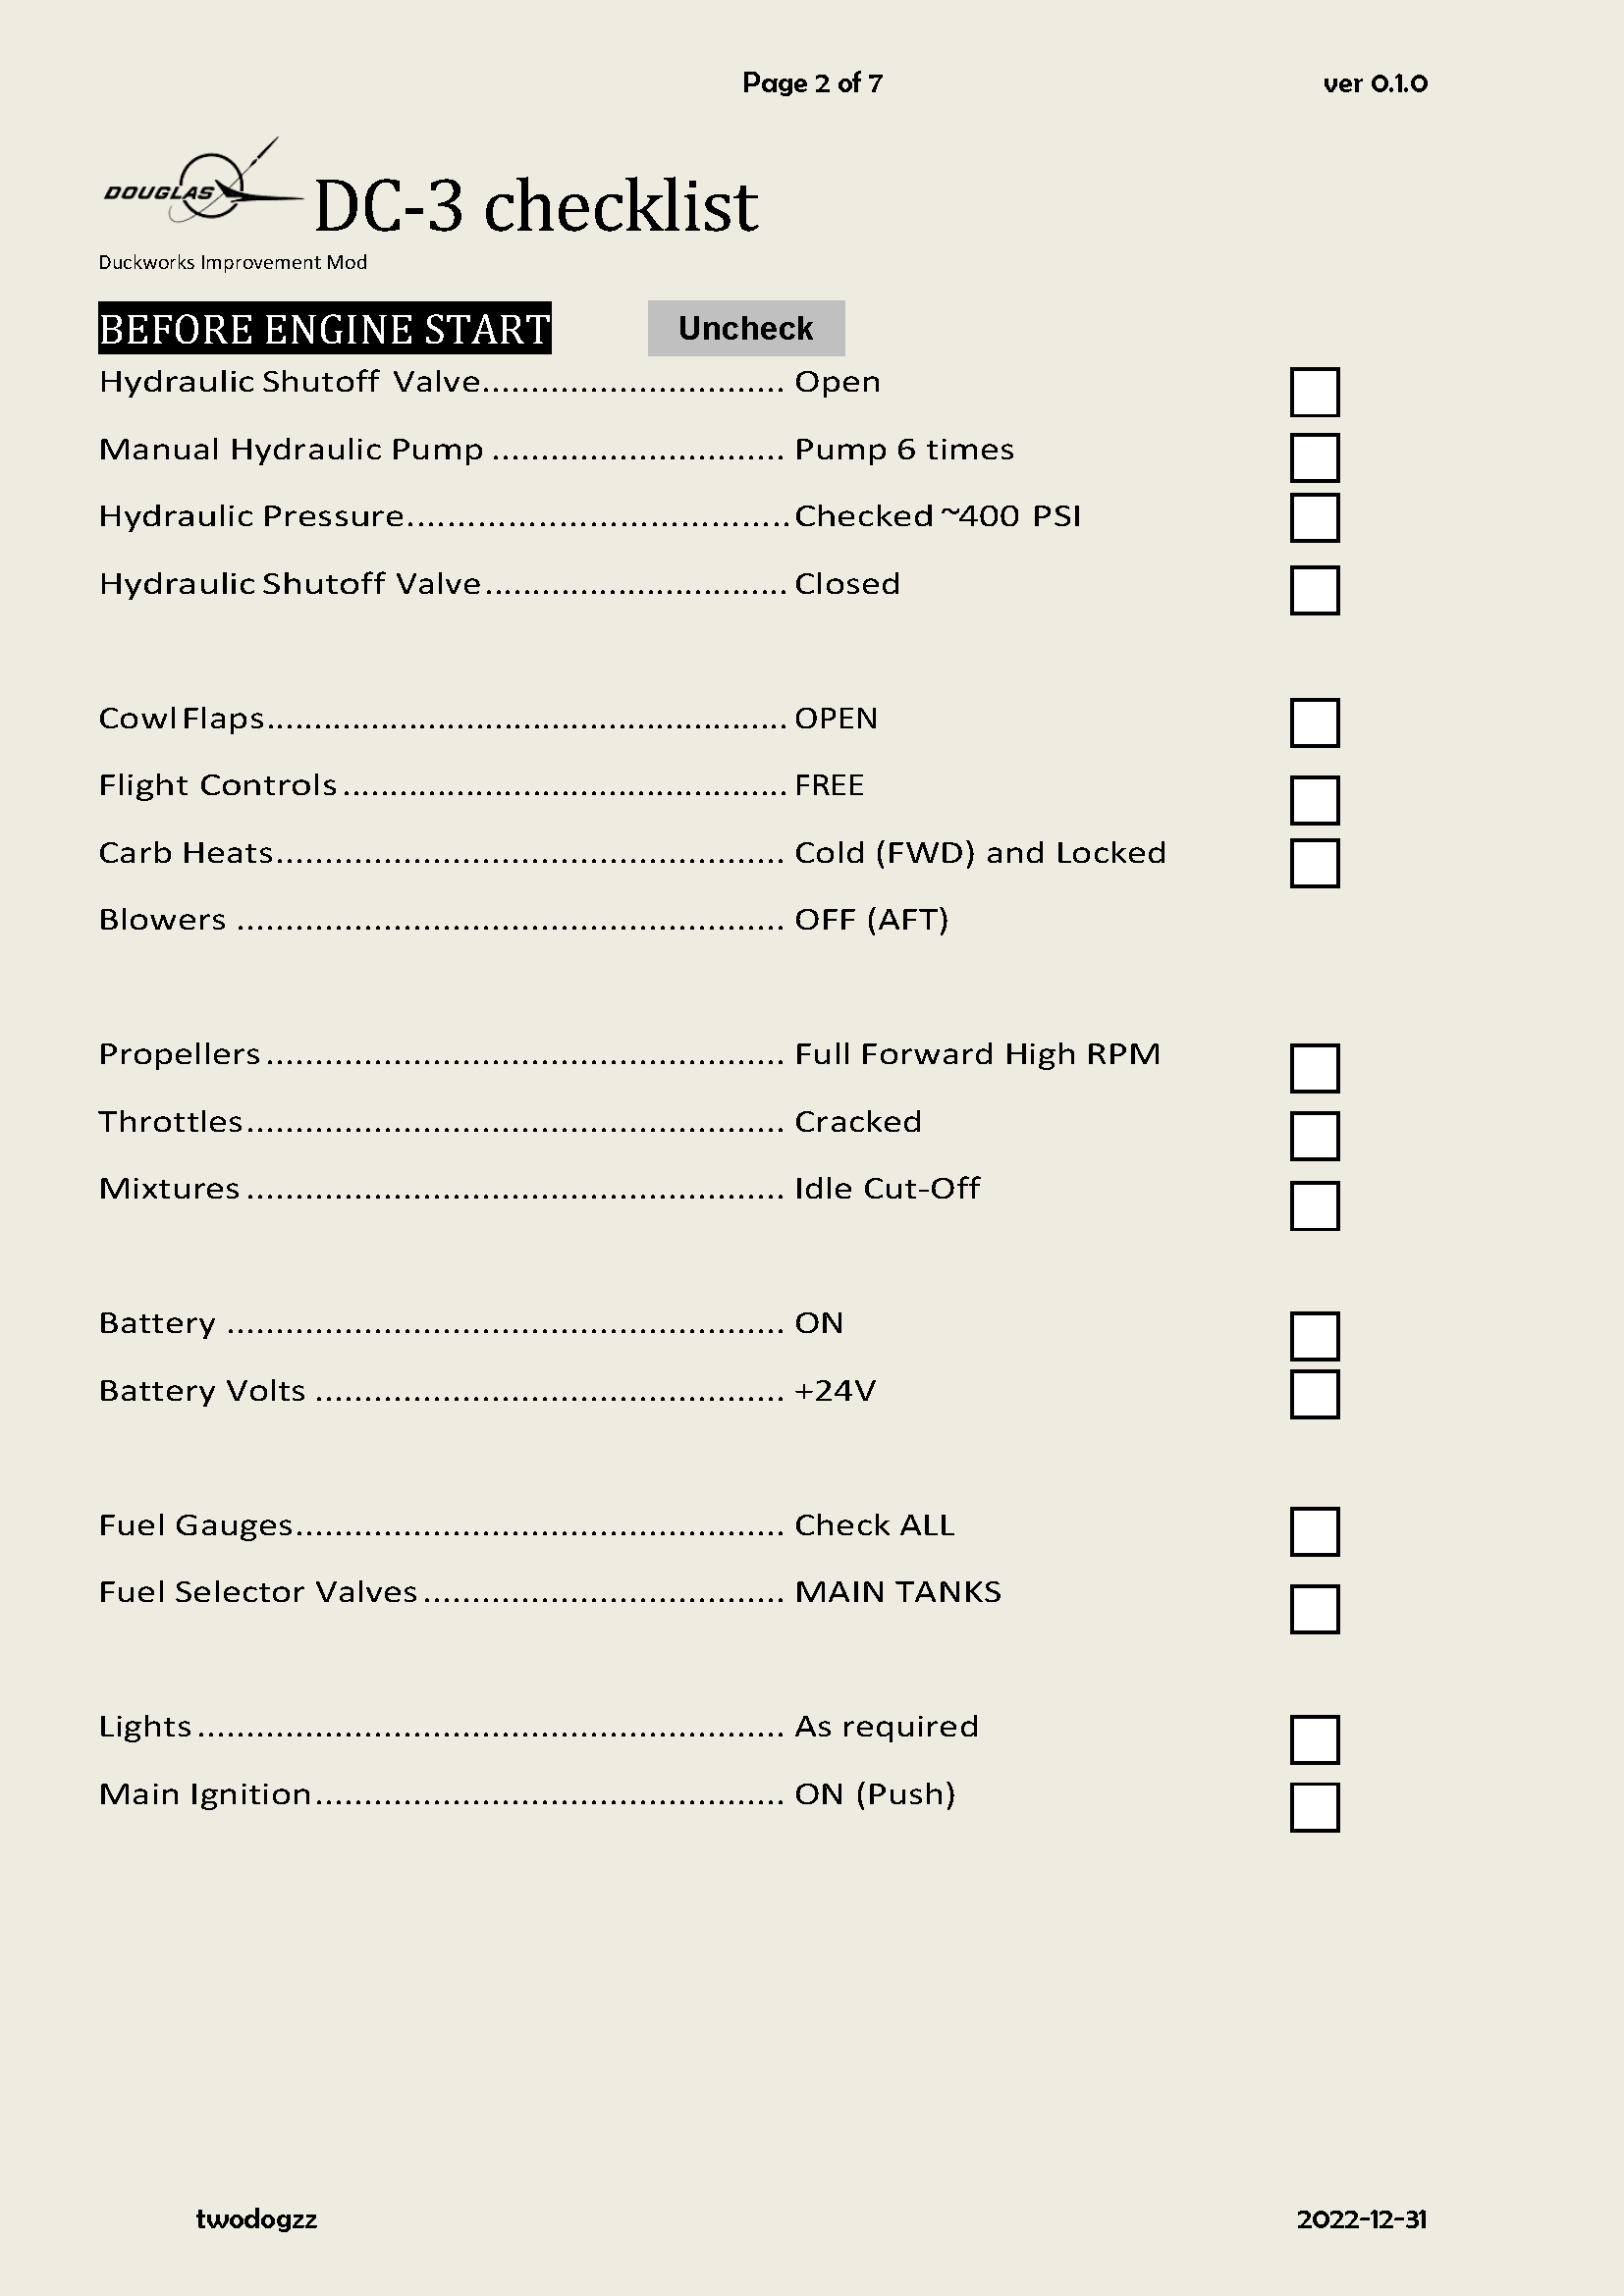 Page 2 of 7 ver 0.1.0
DOUGLAS DC-3 checklist
Duckworks Improvement Mod
BEFORE ENGINE START Uncheck
Hydraulic Shutoff Valve............................... Open
Manual Hydraulic Pump .............................. Pump 6 times
Hydraulic Pressure.......................................Checked ~400 PSI
Hydraulic Shutoff Valve............................... Closed
Cowl Flaps..................................................... OPEN
Flight Controls.............................................. FREE
Carb Heats.................................................... Cold (FWD) and Locked
Blowers ........................................................ OFF (AFT)
Propellers..................................................... Full Forward High RPM
Throttles....................................................... Cracked
Mixtures....................................................... Idle Cut-Off
Battery ......................................................... ON
Battery Volts ................................................ +24V
Fuel Gauges.................................................. Check ALL
Fuel Selector Valves..................................... MAIN TANKS
Lights............................................................ As required
Main Ignition................................................ ON (Push)
twodogzz 2022-12-31